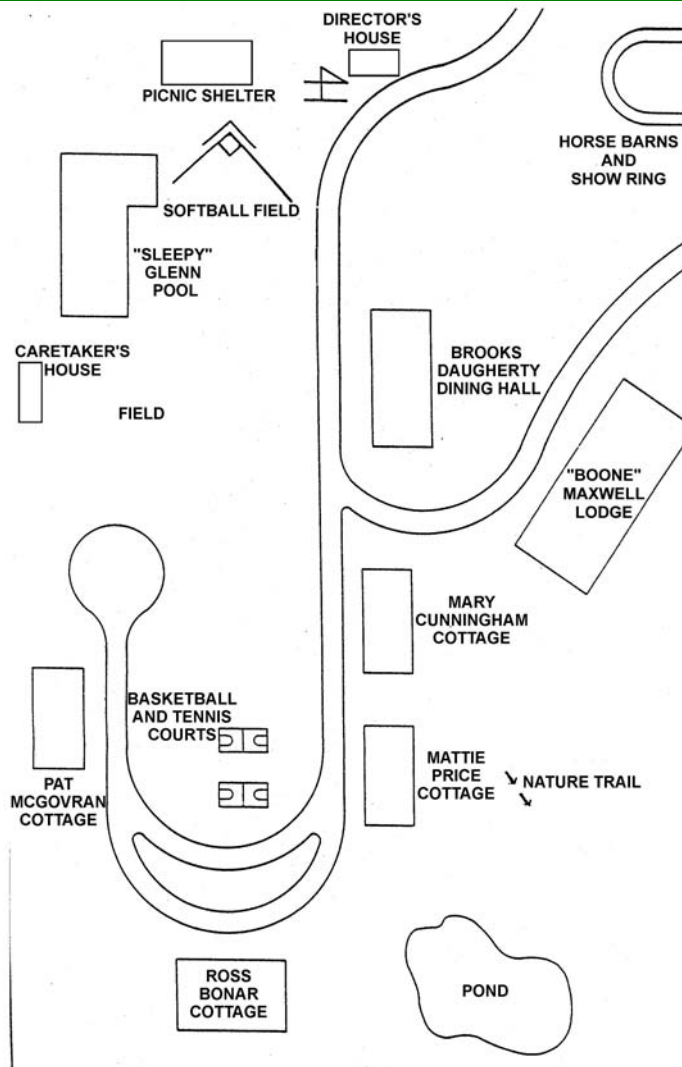 DIRECTOR'S
HOUSE
PICNIC SHELTER
HORSE BARNS
AND
SHOW RING
SOFTBALL FIELD
"SLEEPY"
GLENN
POOL
CARETAKER'S
HOUSE
BROOKS
DAUGHERTY
DINING HALL
FIELD
"BOONE"
MAXWELL
LODGE
MARY
CUNNINGHAM
COTTAGE
BASKETBALL
AND TENNIS
COURTS
MATTIE
PRICE
COTTAGE
NATURE TRAIL
PAT
MCGOVRAN
COTTAGE
ROSS
BONAR
COTTAGE
POND